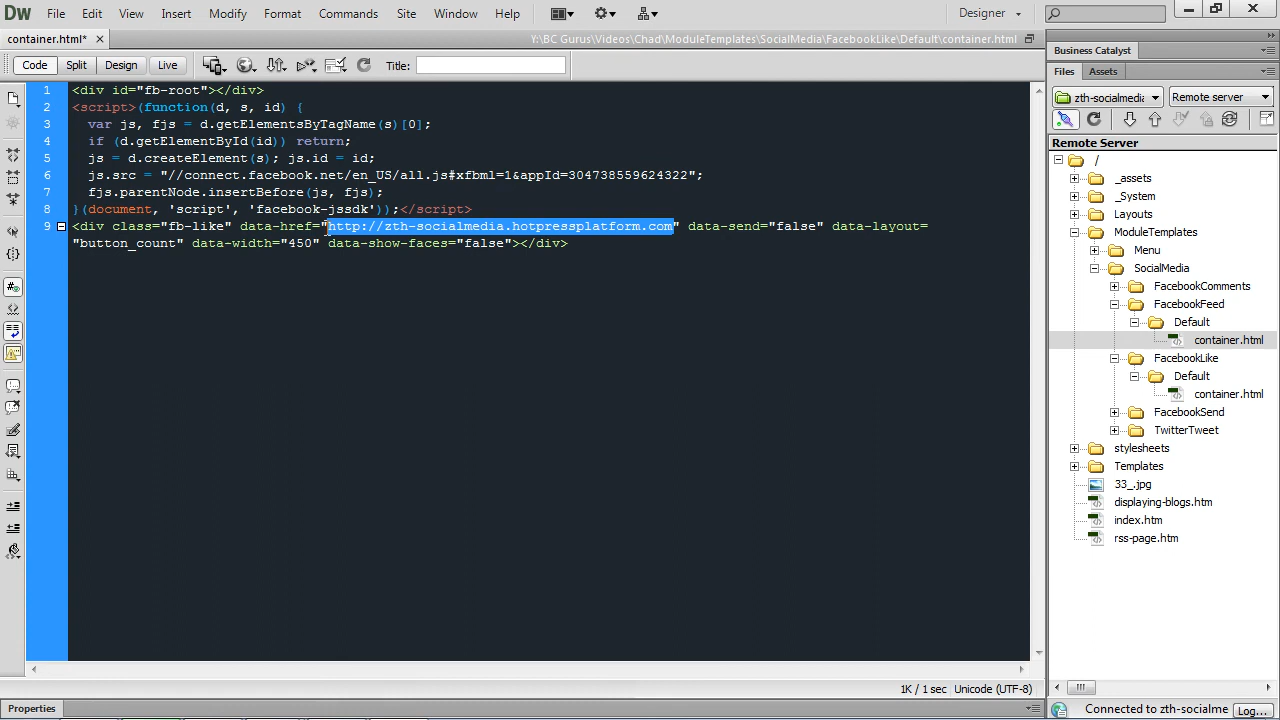 Dw File Edit View Insert Modify Format Commands Site Window Help Designer
container.html* Y:\BC Gurus\Videos\Chad\ModuleTemplates\SocialMedia\FacebookLike\Default\container.html
Code Split Design Live Title:
1 <div id="fb-root"></div>
2 <script>(function(d, s, id) {
3 var js, fjs = d.getElementsByTagName(s)[0];
4 if (d.getElementById(id)) return;
5 js = d.createElement(s); js.id = id;
6 js.src = "//connect.facebook.net/en_US/all.js#xfbml=1&appId=304738559624322";
7 fjs.parentNode.insertBefore(js, fjs);
8 }(document, 'script', 'facebook-jssdk'));</script>
9 <div class="fb-like" data-href="http://zth-socialmedia.hotpressplatform.com" data-send="false" data-layout=
"button_count" data-width="450" data-show-faces="false"></div>
1K / 1 sec Unicode (UTF-8)
Properties
Business Catalyst
Files Assets
zth-socialmedia Remote server
Remote Server
/
_assets
_System
Layouts
ModuleTemplates
Menu
SocialMedia
FacebookComments
FacebookFeed
Default
container.html
FacebookLike
Default
container.html
FacebookSend
TwitterTweet
stylesheets
Templates
33_.jpg
displaying-blogs.htm
index.htm
rss-page.htm
Connected to zth-socialme Log...